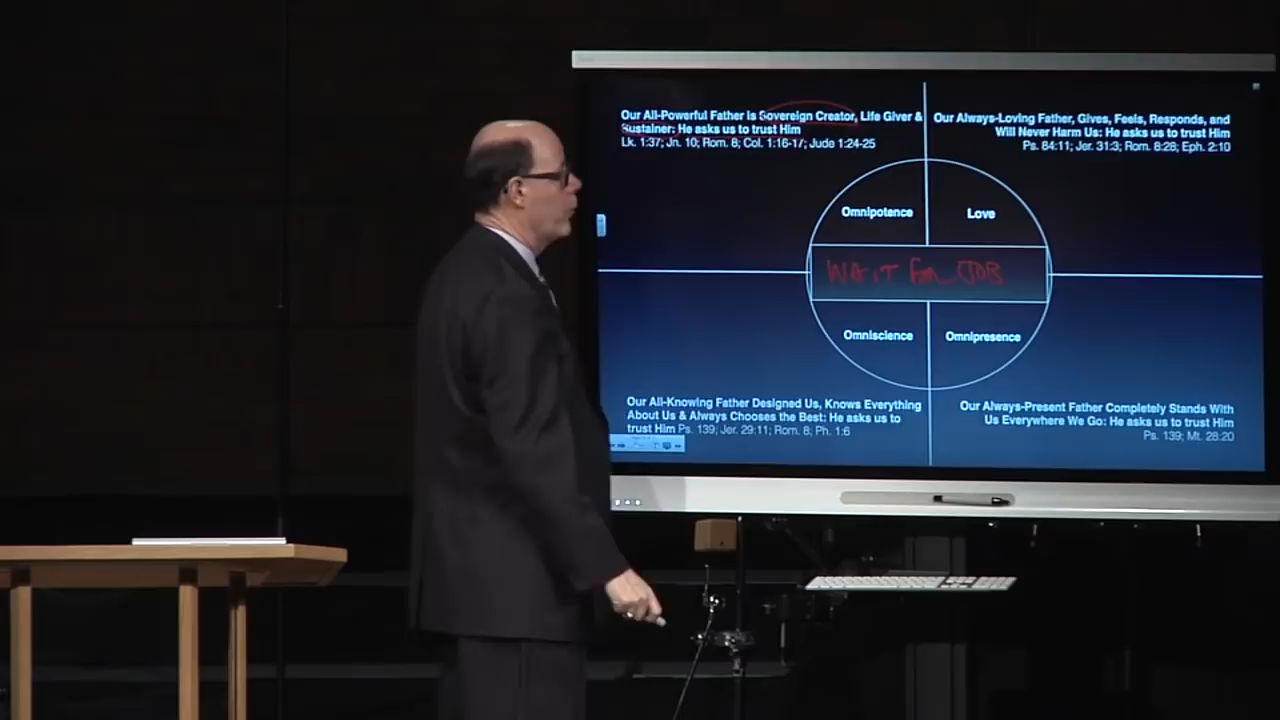 Our All-Powerful Father is Sovereign Creator, Life Giver &
Sustainer: He asks us to trust Him
Lk. 1:37; Jn. 10; Rom. 8; Col. 1:16-17; Jude 1:24-25
Our Always-Loving Father, Gives, Feels, Responds, and
Will Never Harm Us: He asks us to trust Him
Ps. 84:11; Jer. 31:3; Rom. 8:28; Eph. 2:10
Omnipotence
Love
WAIT For JOB
Omniscience
Omnipresence
Our All-Knowing Father Designed Us, Knows Everything
About Us & Always Chooses the Best: He asks us to
trust Him Ps. 139; Jer. 29:11; Rom. 8; Ph. 1:6
Our Always-Present Father Completely Stands With
Us Everywhere We Go: He asks us to trust Him
Ps. 139; Mt. 28:20